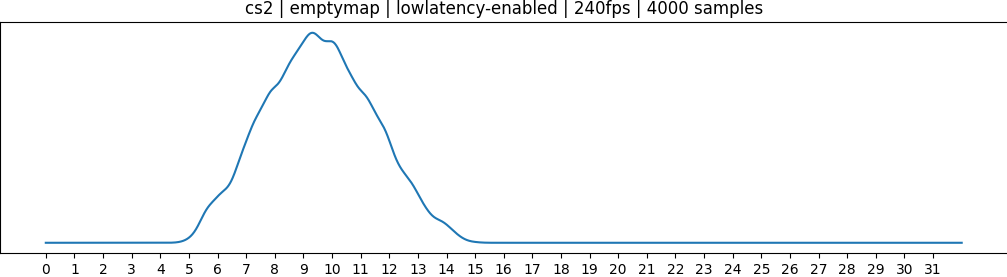 cs2 | emptymap | lowlatency-enabled | 240fps | 4000 samples
0 1 2 3 4 5 6 7 8 9 10 11 12 13 14 15 16 17 18 19 20 21 22 23 24 25 26 27 28 29 30 31